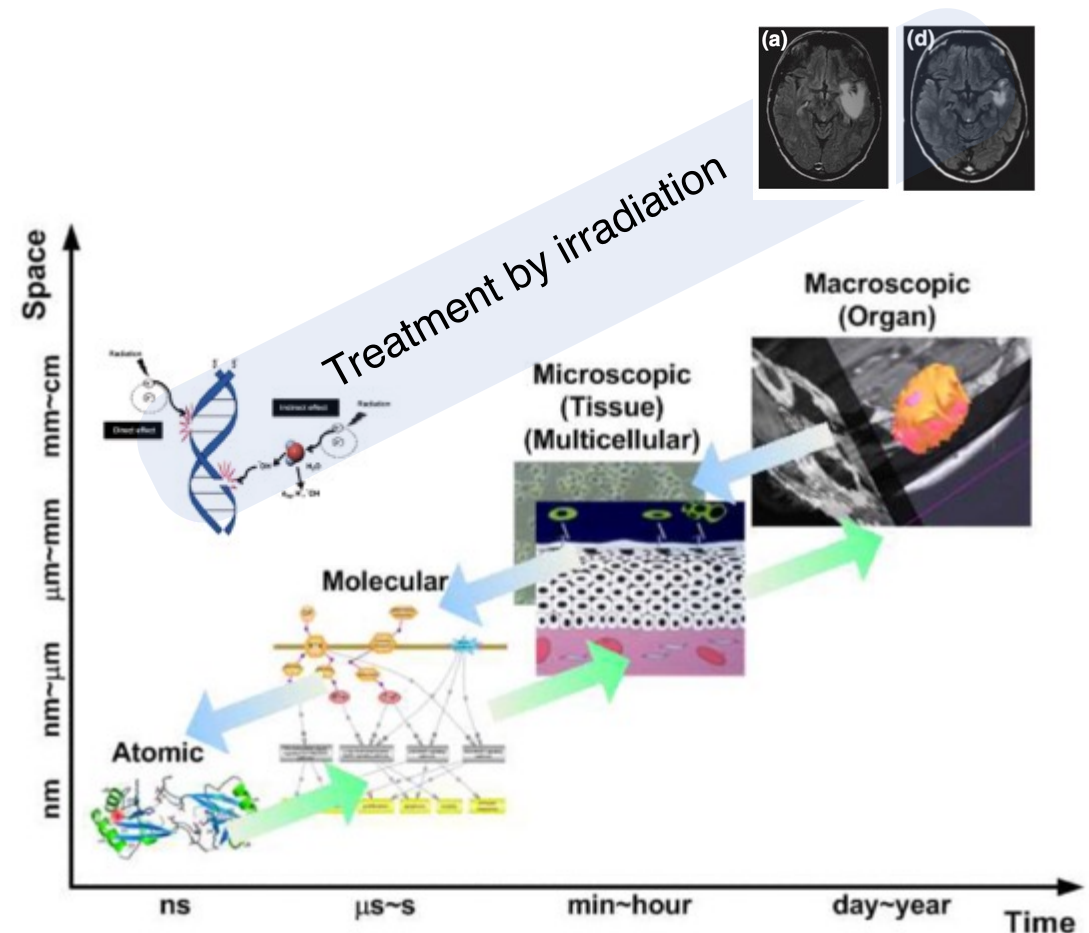 (a)
(d)
Treatment by irradiation
Space
mm~cm
μm~mm
nm~μm
nm
Radiation
Direct effect
Indirect effect
Radiation
OH
H₂O
Macroscopic
(Organ)
Microscopic
(Tissue)
(Multicellular)
Molecular
Atomic
ns
μs~s
min~hour
day~year
Time